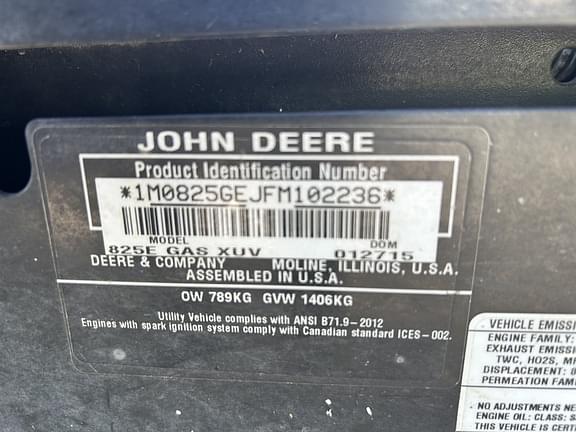 JOHN DEERE
Product Identification Number
*1M0825GEJFM102236*
MODEL DOM
825E GAS XUV 012715
DEERE & COMPANY MOLINE, ILLINOIS, U.S.A.
ASSEMBLED IN U.S.A.
OW 789KG GVW 1406KG
Utility Vehicle complies with ANSI B71.9-2012
Engines with spark ignition system comply with Canadian standard ICES-002.
VEHICLE EMISSI
ENGINE FAMILY:
EXHAUST EMISSI
TWC, HO2S, MF
DISPLACEMENT: 8
PERMEATION FAMI
NO ADJUSTMENTS NE
ENGINE OIL: CLASS: S
THIS VEHICLE IS CERT